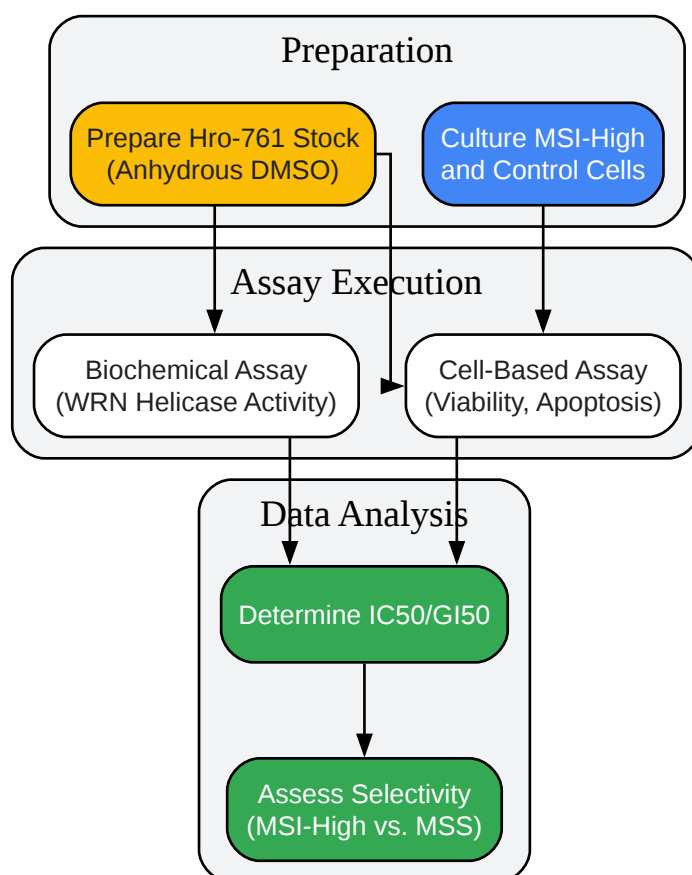 Preparation
Prepare Hro-761 Stock
(Anhydrous DMSO)
Culture MSI-High
and Control Cells
Assay Execution
Biochemical Assay
(WRN Helicase Activity)
Cell-Based Assay
(Viability, Apoptosis)
Data Analysis
Determine IC50/GI50
Assess Selectivity
(MSI-High vs. MSS)